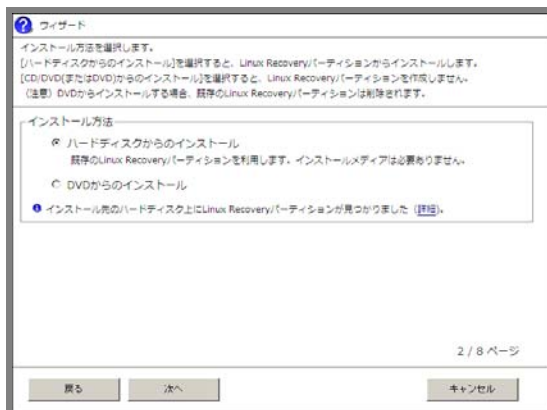 ウィザード
インストール方法を選択します。
[ハードディスクからのインストール]を選択すると、Linux Recoveryパーティションからインストールします。
[CD/DVD(またはDVD)からのインストール]を選択すると、Linux Recoveryパーティションを作成しません。
(注意) DVDからインストールする場合、既存のLinux Recoveryパーティションは削除されます。
インストール方法
ハードディスクからのインストール
既存のLinux Recoveryパーティションを利用します。インストールメディアは必要ありません。
DVDからのインストール
インストール先のハードディスク上にLinux Recoveryパーティションが見つかりました (詳細)。
2 / 8 ページ
戻る 次へ キャンセル